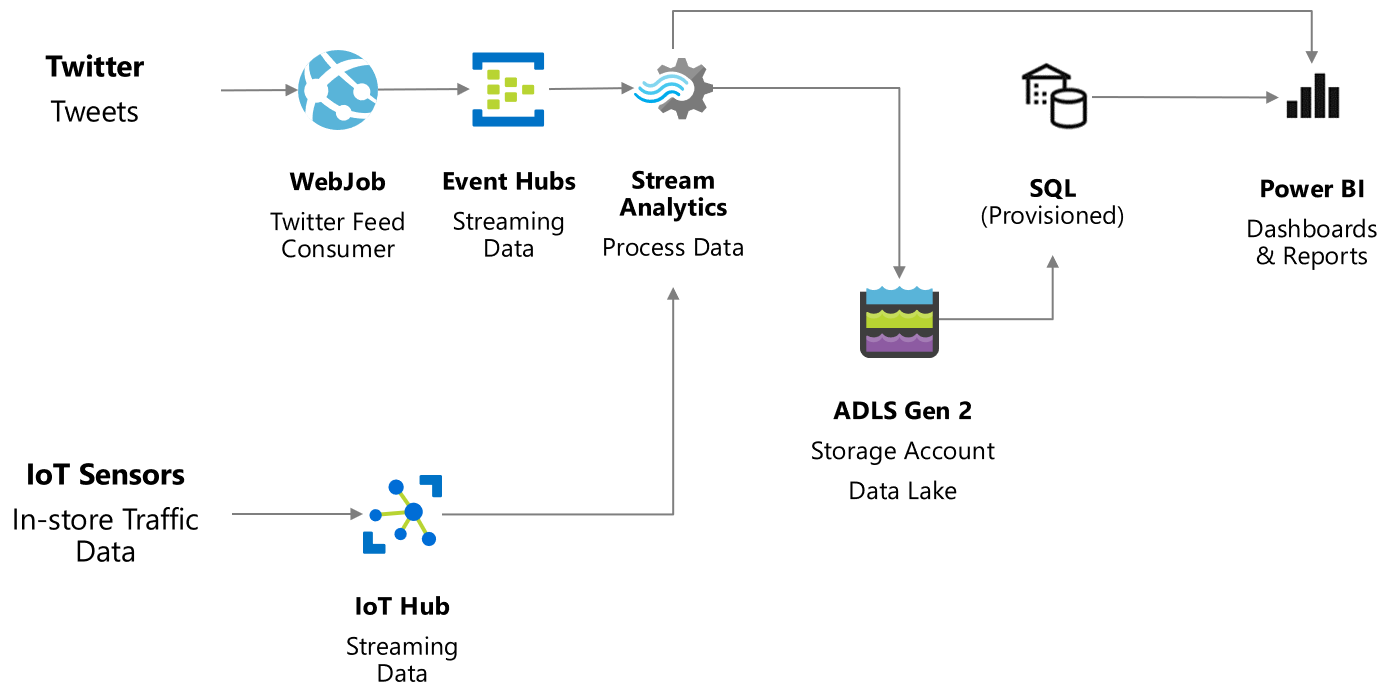 Twitter
Tweets
WebJob
Twitter Feed
Consumer
Event Hubs
Streaming
Data
Stream
Analytics
Process Data
SQL
(Provisioned)
Power BI
Dashboards
& Reports
ADLS Gen 2
Storage Account
Data Lake
IoT Sensors
In-store Traffic
Data
IoT Hub
Streaming
Data